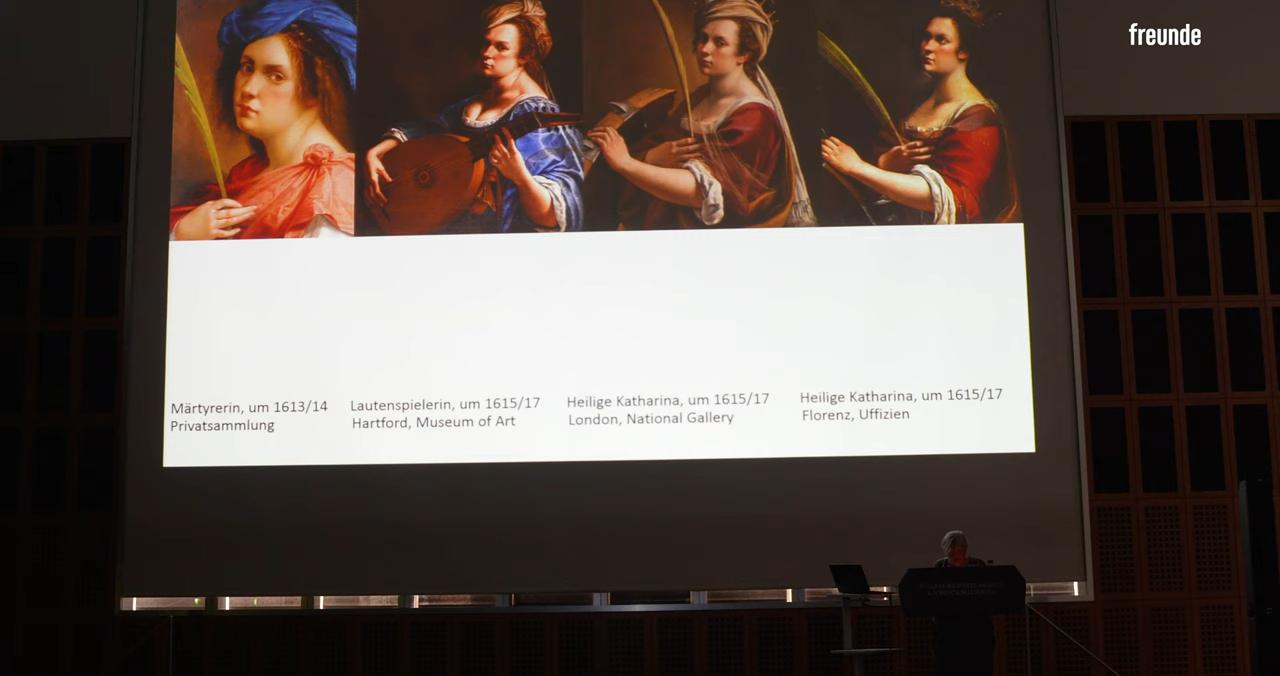 freunde
Märtyrerin, um 1613/14
Privatsammlung
Lautenspielerin, um 1615/17
Hartford, Museum of Art
Heilige Katharina, um 1615/17
London, National Gallery
Heilige Katharina, um 1615/17
Florenz, Uffizien